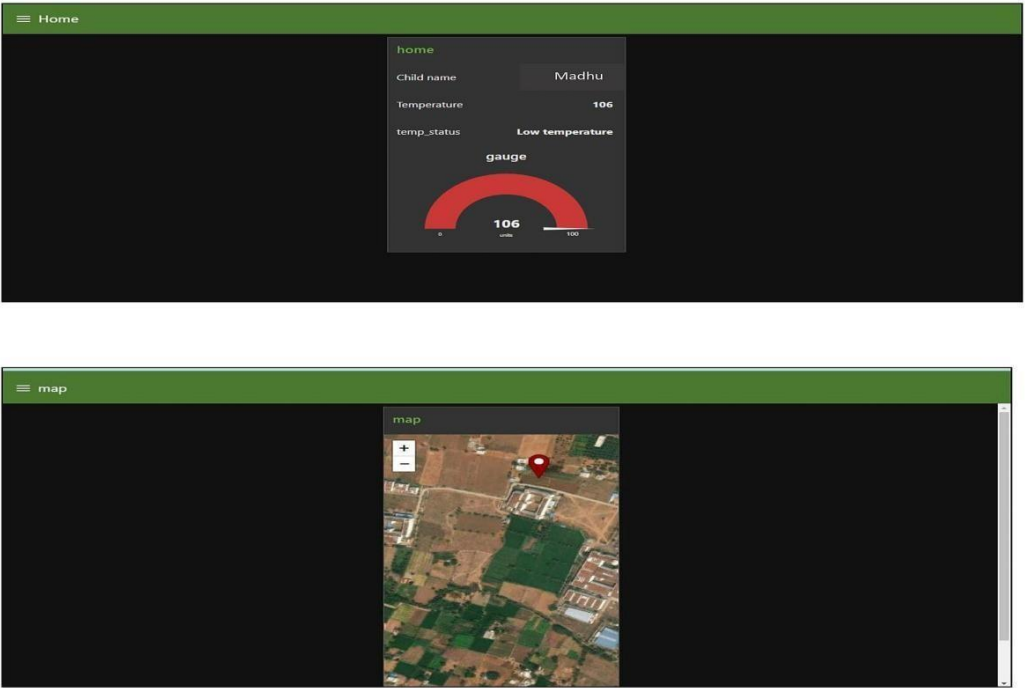 Home
home
Child name Madhu
Temperature 106
temp_status Low temperature
gauge
106
0 units 100
map
map
+
−